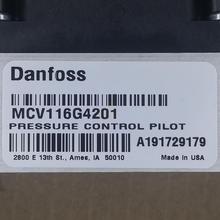 Danfoss
MCV116G4201
PRESSURE CONTROL PILOT
A191729179
2800 E 13th St., Ames, IA 50010
Made in USA